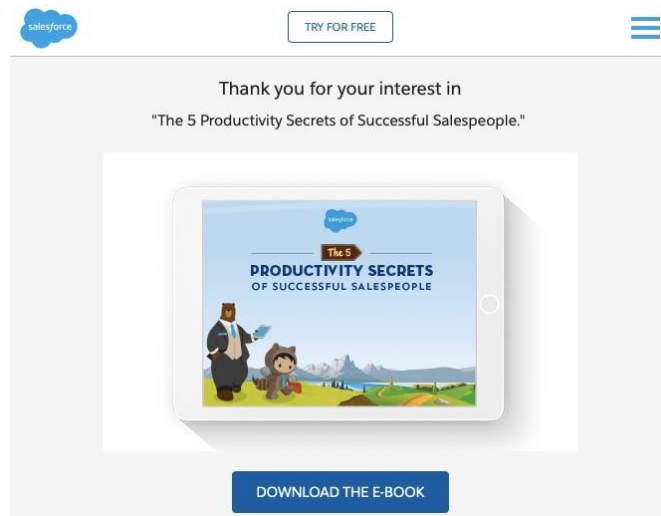 salesforce
TRY FOR FREE
Thank you for your interest in
"The 5 Productivity Secrets of Successful Salespeople."
salesforce
The 5
PRODUCTIVITY SECRETS
OF SUCCESSFUL SALESPEOPLE
DOWNLOAD THE E-BOOK